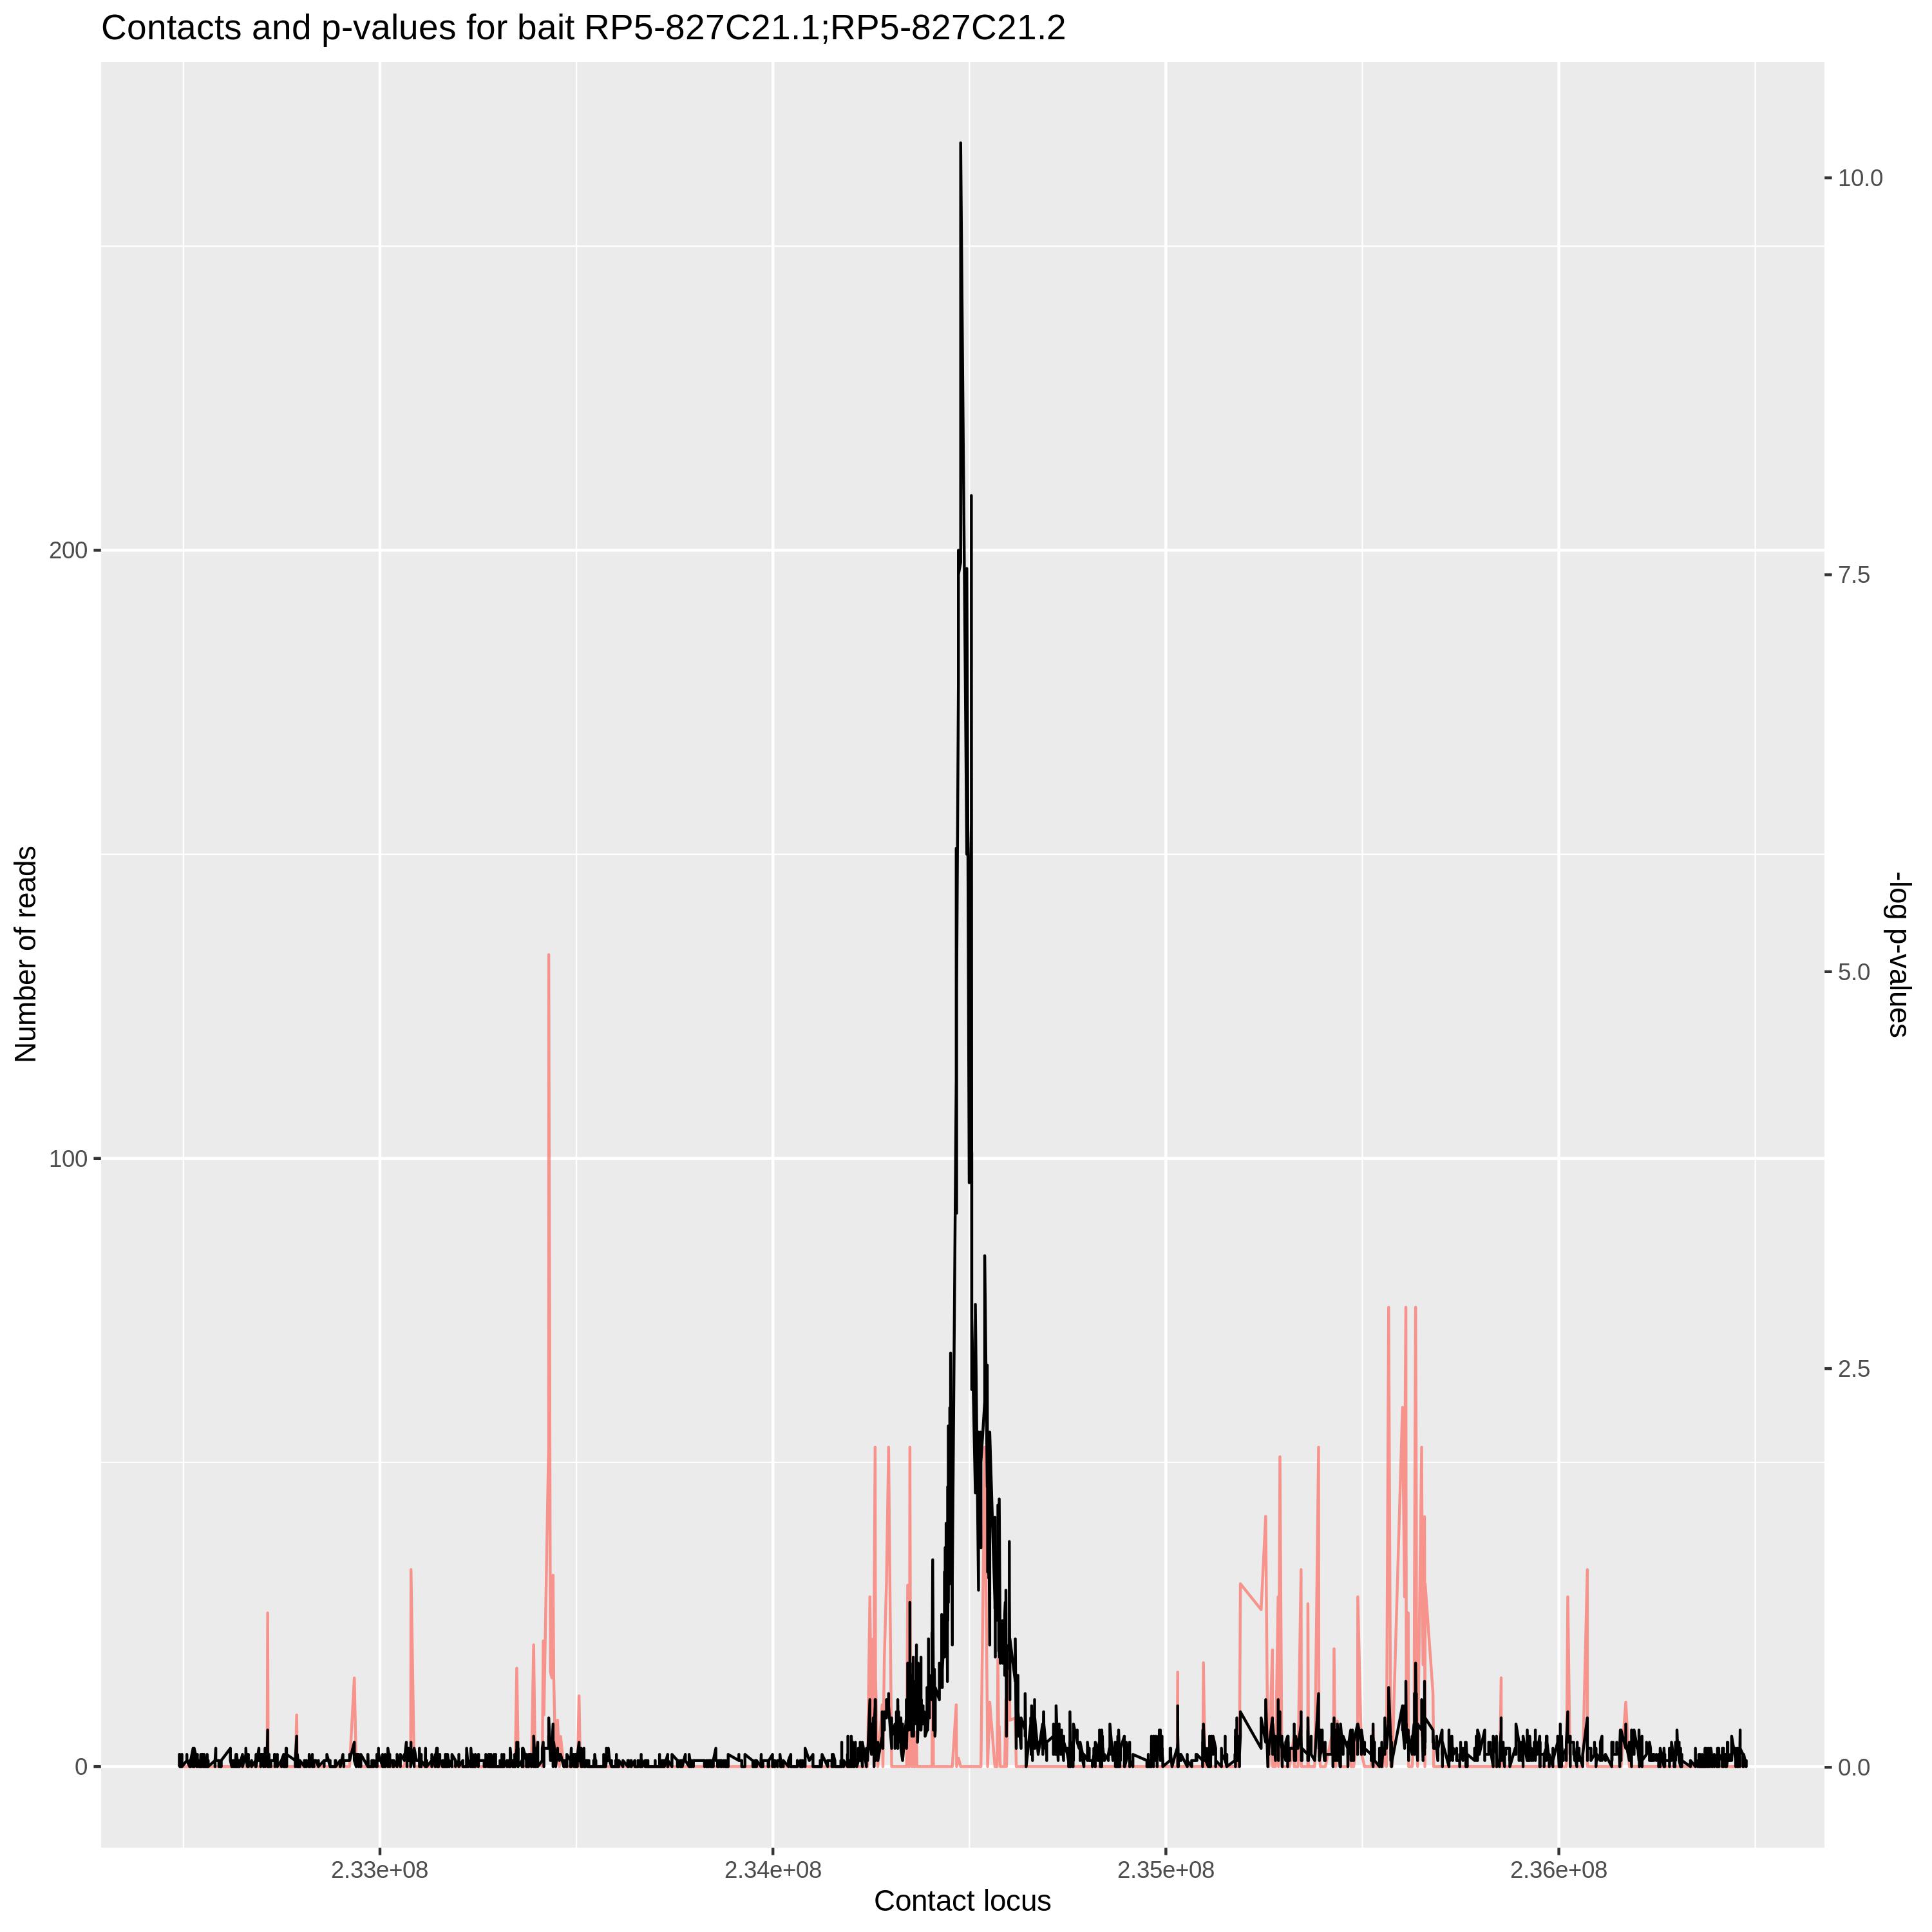 Contacts and p-values for bait RP5-827C21.1;RP5-827C21.2
Number of reads
200
100
0
10.0
7.5
5.0
2.5
0.0
-log p-values
2.33e+08
2.34e+08
2.35e+08
2.36e+08
Contact locus